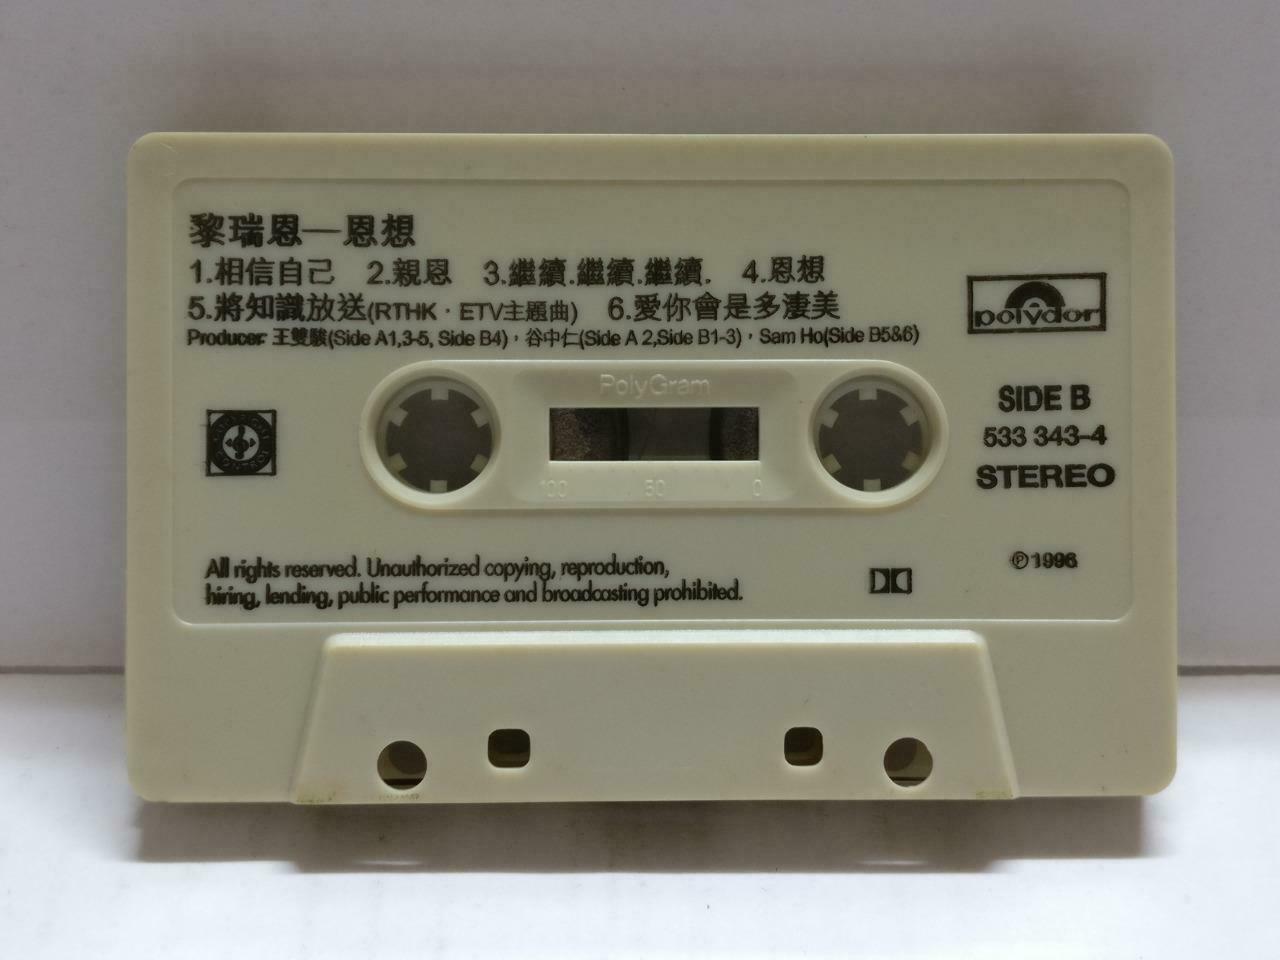 黎瑞恩—恩想
1.相信自己 2.親恩 3.繼續.繼續.繼續. 4.恩想
5.將知識放送(RTHK．ETV主題曲) 6.愛你會是多淒美
Producer: 王雙駿(Side A1,3-5, Side B4)，谷中仁(Side A 2,Side B1-3)，Sam Ho(Side B5&6)
polydor
PolyGram
100 50 0
SIDE B
533 343-4
STEREO
All rights reserved. Unauthorized copying, reproduction,
hiring, lending, public performance and broadcasting prohibited.
℗1996